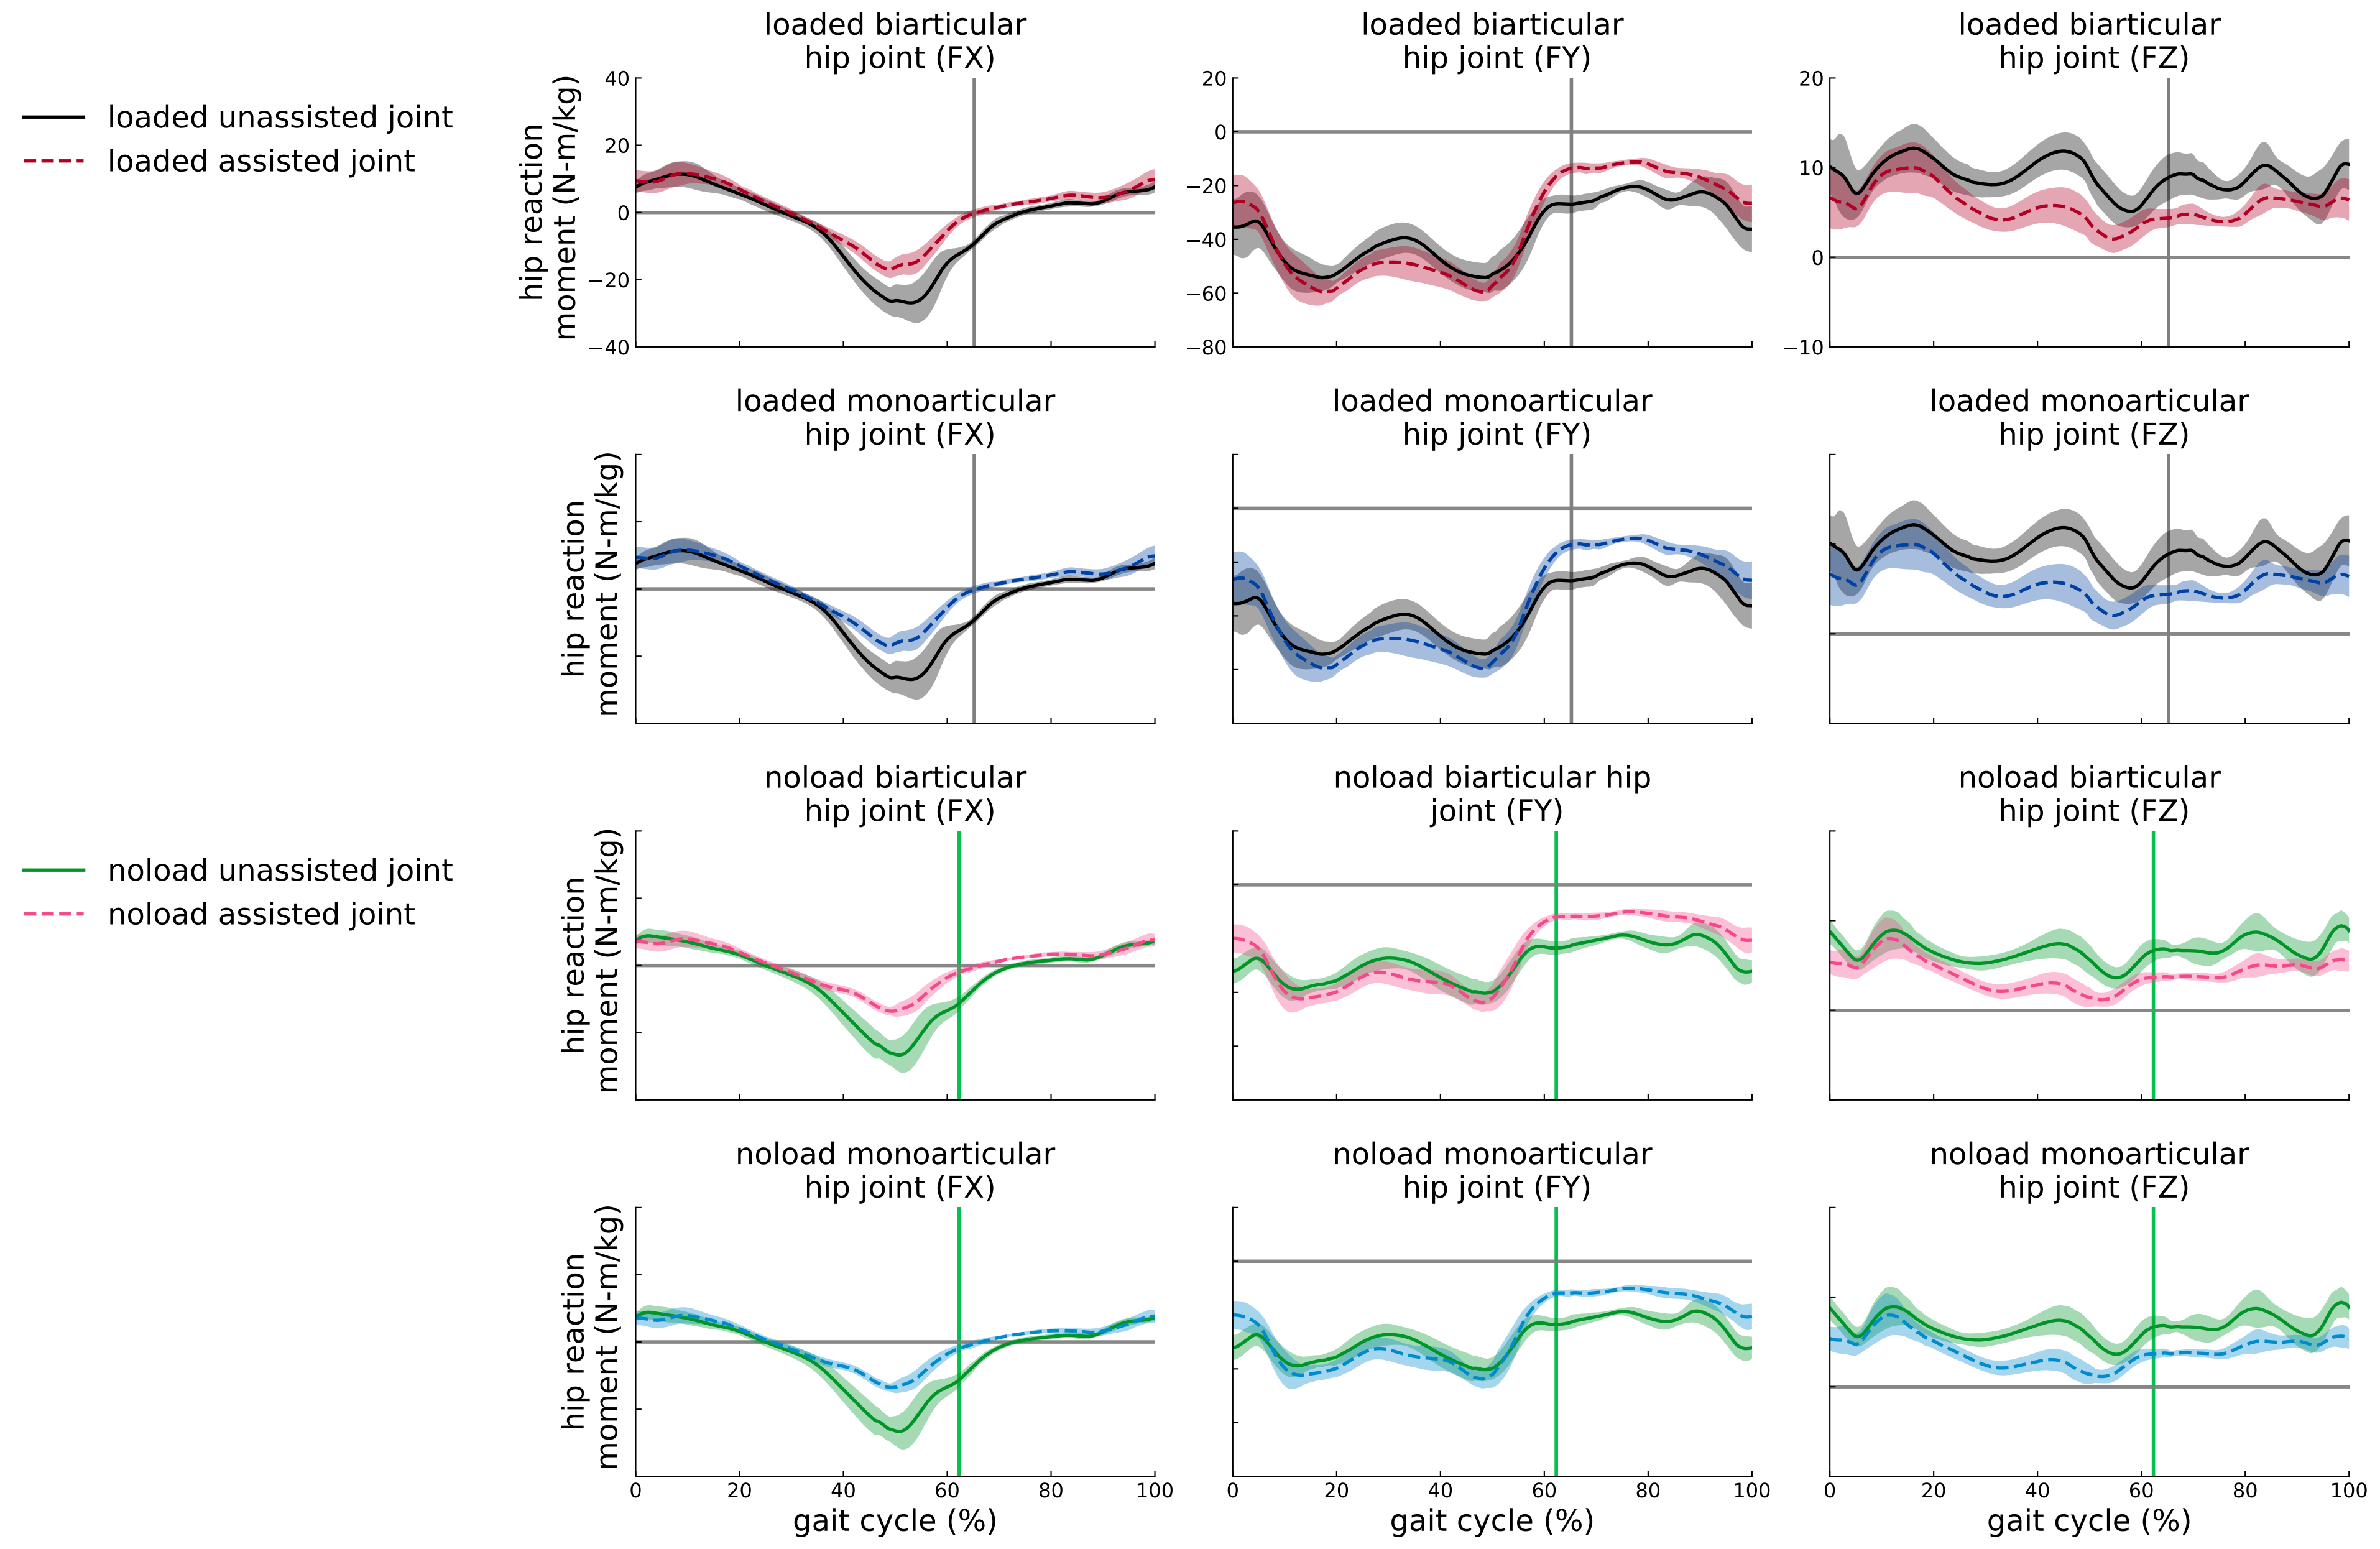 loaded unassisted joint
loaded assisted joint
loaded biarticular
hip joint (FX)
hip reaction
moment (N-m/kg)
40
20
0
−20
−40
loaded biarticular
hip joint (FY)
20
0
−20
−40
−60
−80
loaded biarticular
hip joint (FZ)
20
10
0
−10
loaded monoarticular
hip joint (FX)
hip reaction
moment (N-m/kg)
loaded monoarticular
hip joint (FY)
loaded monoarticular
hip joint (FZ)
noload unassisted joint
noload assisted joint
noload biarticular
hip joint (FX)
hip reaction
moment (N-m/kg)
noload biarticular hip
joint (FY)
noload biarticular
hip joint (FZ)
noload monoarticular
hip joint (FX)
hip reaction
moment (N-m/kg)
0 20 40 60 80 100
gait cycle (%)
noload monoarticular
hip joint (FY)
0 20 40 60 80 100
gait cycle (%)
noload monoarticular
hip joint (FZ)
0 20 40 60 80 100
gait cycle (%)